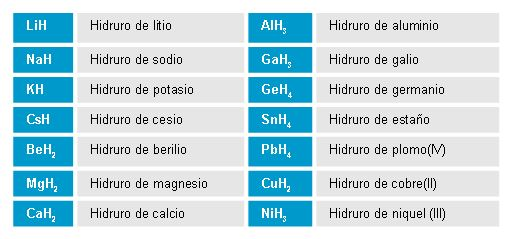 LiH Hidruro de lítio AlH₃ Hidruro de aluminio
NaH Hidruro de sodio GaH₃ Hidruro de galio
KH Hidruro de potasio GeH₄ Hidruro de germanio
CsH Hidruro de cesio SnH₄ Hidruro de estaño
BeH₂ Hidruro de berilio PbH₄ Hidruro de plomo(IV)
MgH₂ Hidruro de magnesio CuH₂ Hidruro de cobre(II)
CaH₂ Hidruro de calcio NiH₃ Hidruro de niquel (III)